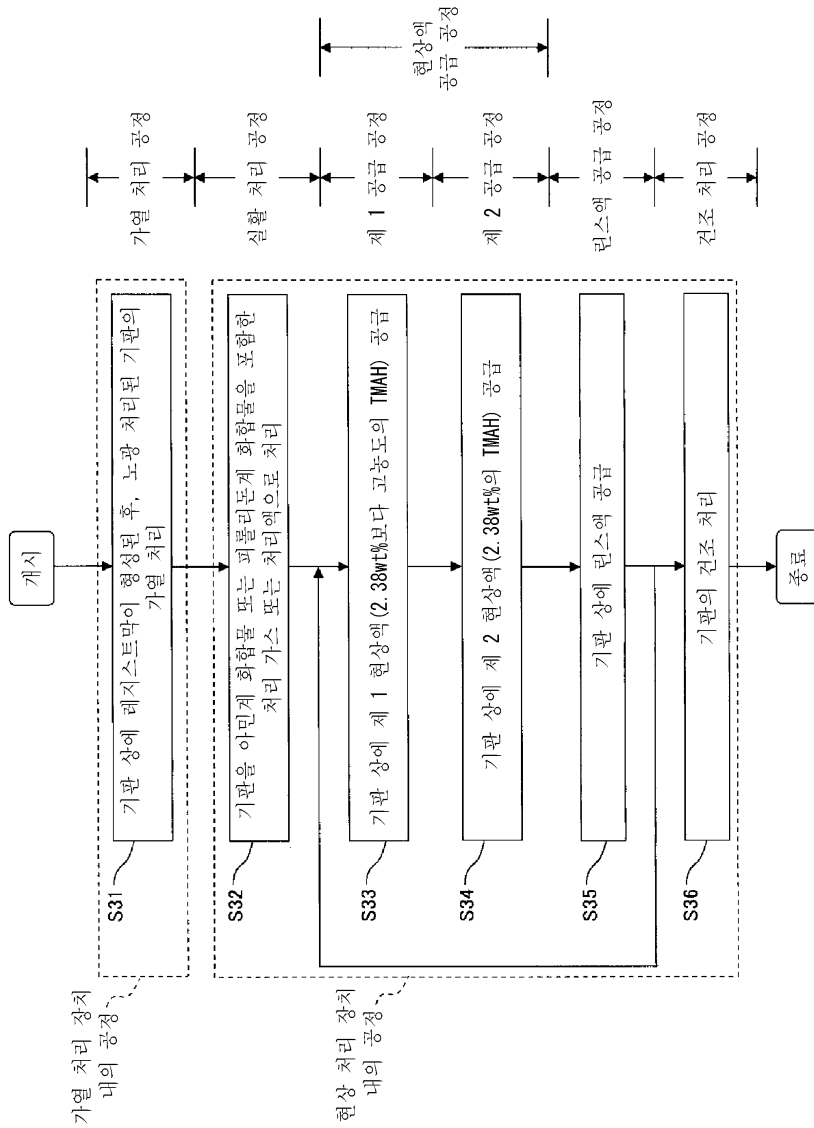 개시
가열 처리 장치
내의 공정
S31
기판 상에 레지스트막이 형성된 후, 노광 처리된 기판의
가열 처리
가열 처리 공정
S32
기판을 아민계 화합물 또는 피롤리돈계 화합물을 포함한
처리 가스 또는 처리액으로 처리
실활 처리 공정
S33
기판 상에 제 1 현상액(2.38wt%보다 고농도의 TMAH) 공급
제 1 공급 공정
현상액
공급 공정
현상 처리 장치
내의 공정
S34
기판 상에 제 2 현상액(2.38wt%의 TMAH) 공급
제 2 공급 공정
S35
기판 상에 린스액 공급
린스액 공급 공정
S36
기판의 건조 처리
건조 처리 공정
종료